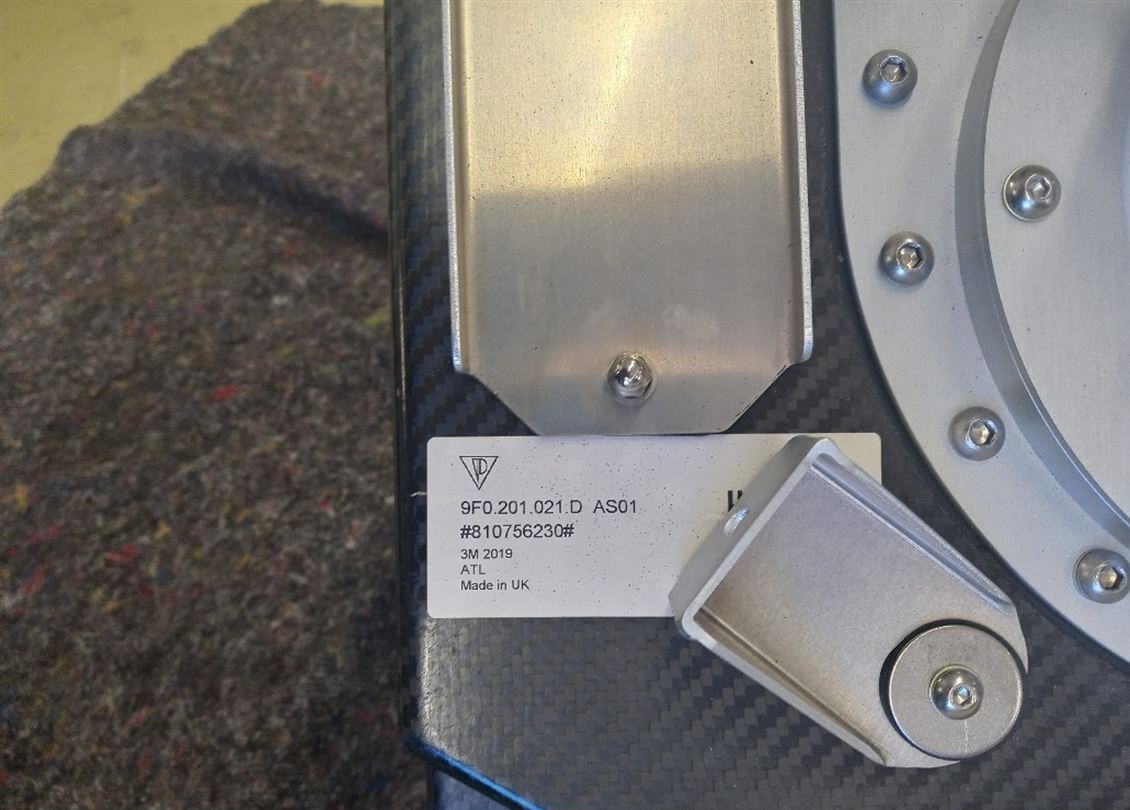 9F0.201.021.D AS01
#810756230#
3M 2019
ATL
Made in UK